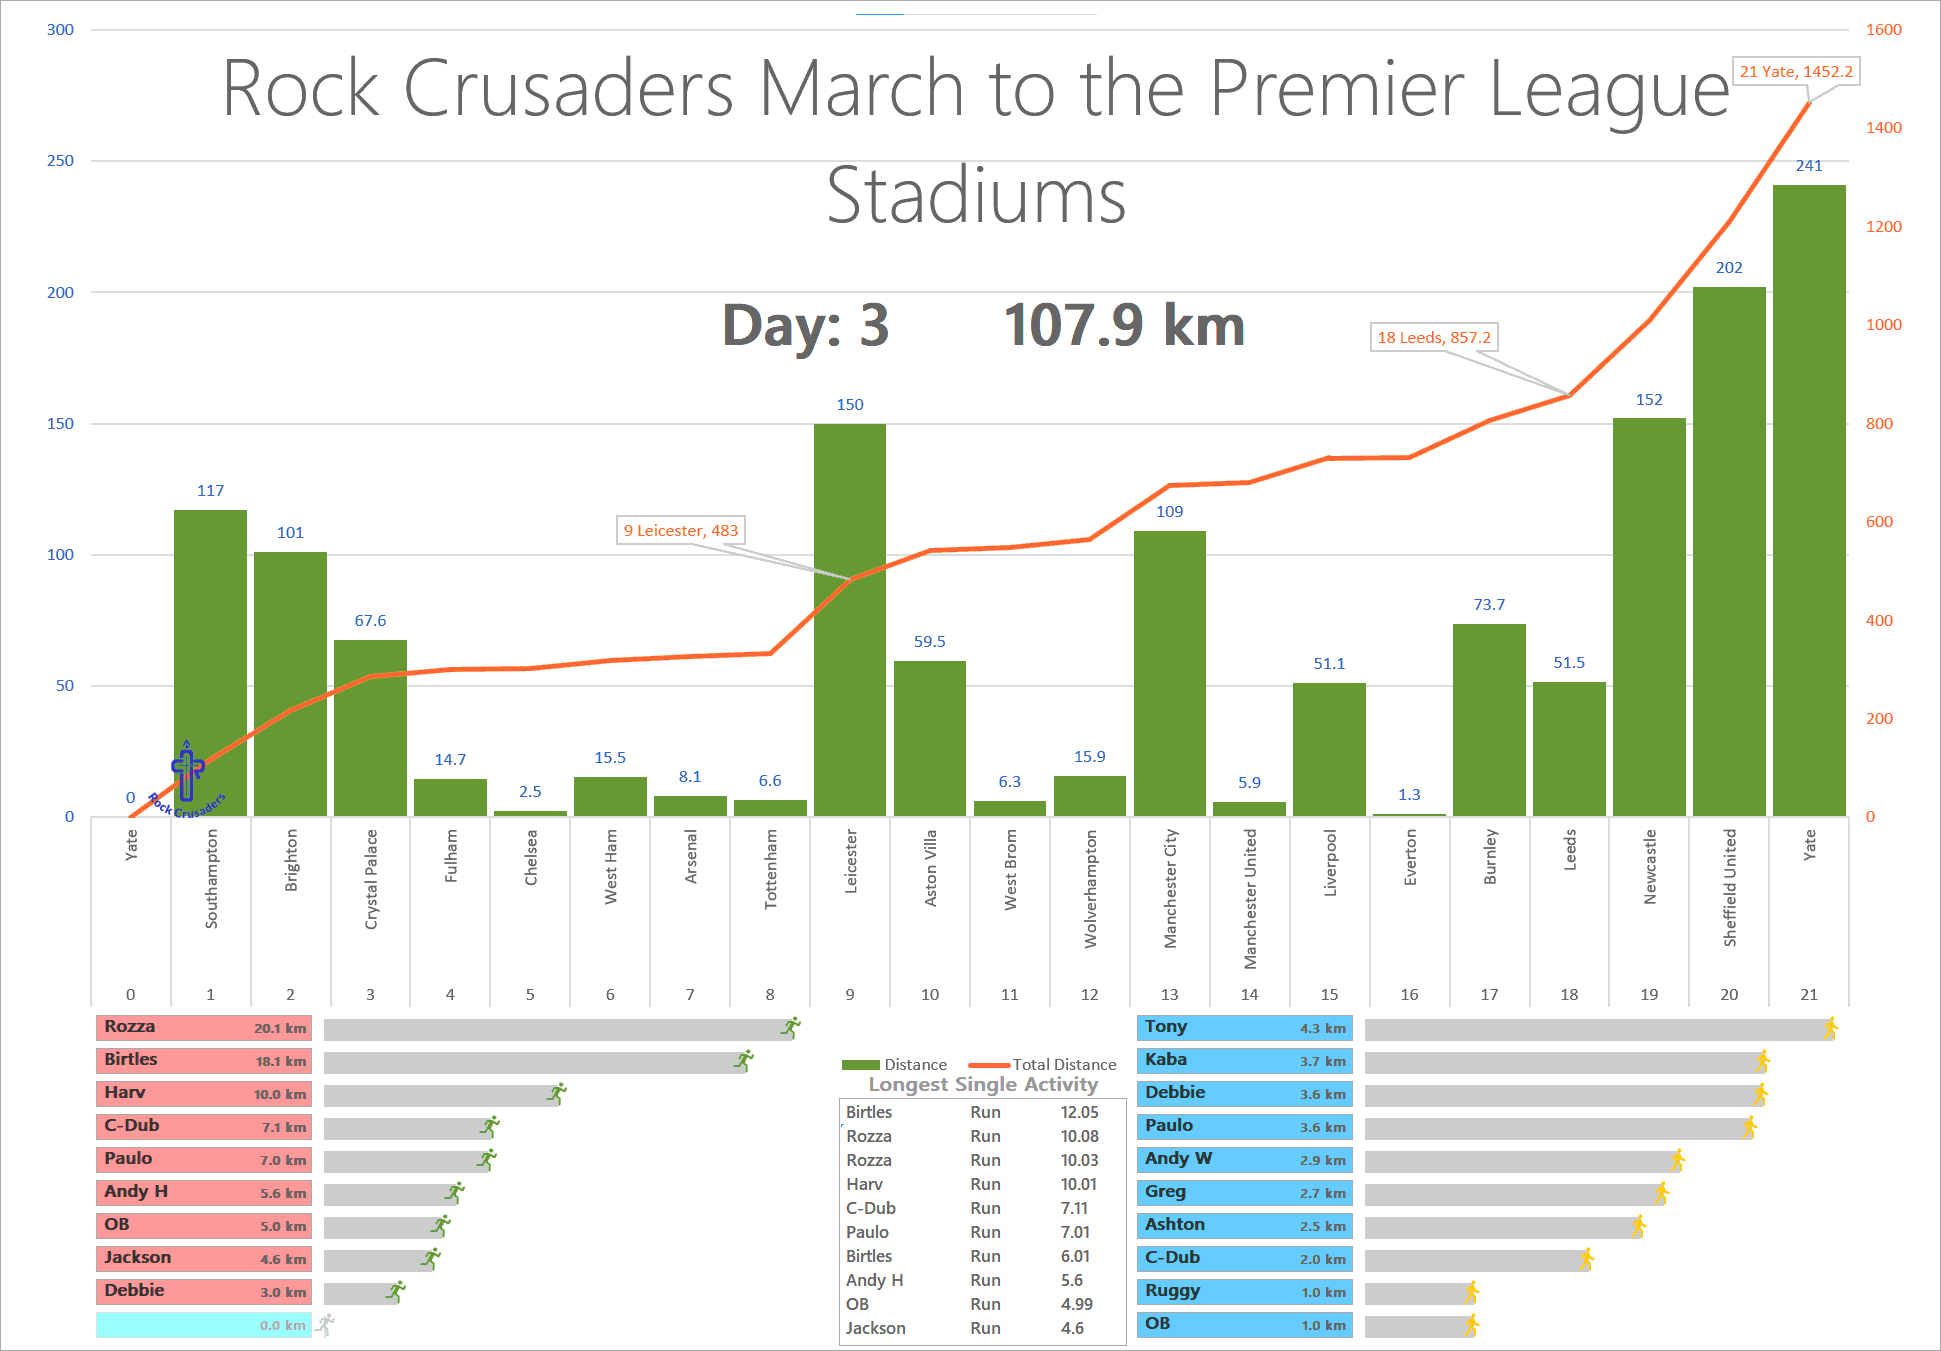 Rock Crusaders March to the Premier League
Stadiums
Day: 3 107.9 km
300
250
200
150
100
50
0
1600
1400
1200
1000
800
600
400
200
0
21 Yate, 1452.2
18 Leeds, 857.2
9 Leicester, 483
0 117 101 67.6 14.7 2.5 15.5 8.1 6.6 150 59.5 6.3 15.9 109 5.9 51.1 1.3 73.7 51.5 152 202 241
Rock Crusaders
Yate
Southampton
Brighton
Crystal Palace
Fulham
Chelsea
West Ham
Arsenal
Tottenham
Leicester
Aston Villa
West Brom
Wolverhampton
Manchester City
Manchester United
Liverpool
Everton
Burnley
Leeds
Newcastle
Sheffield United
Yate
0 1 2 3 4 5 6 7 8 9 10 11 12 13 14 15 16 17 18 19 20 21
Rozza 20.1 km
Birtles 18.1 km
Harv 10.0 km
C-Dub 7.1 km
Paulo 7.0 km
Andy H 5.6 km
OB 5.0 km
Jackson 4.6 km
Debbie 3.0 km
0.0 km
Distance Total Distance
Longest Single Activity
Birtles Run 12.05
Rozza Run 10.08
Rozza Run 10.03
Harv Run 10.01
C-Dub Run 7.11
Paulo Run 7.01
Birtles Run 6.01
Andy H Run 5.6
OB Run 4.99
Jackson Run 4.6
Tony 4.3 km
Kaba 3.7 km
Debbie 3.6 km
Paulo 3.6 km
Andy W 2.9 km
Greg 2.7 km
Ashton 2.5 km
C-Dub 2.0 km
Ruggy 1.0 km
OB 1.0 km